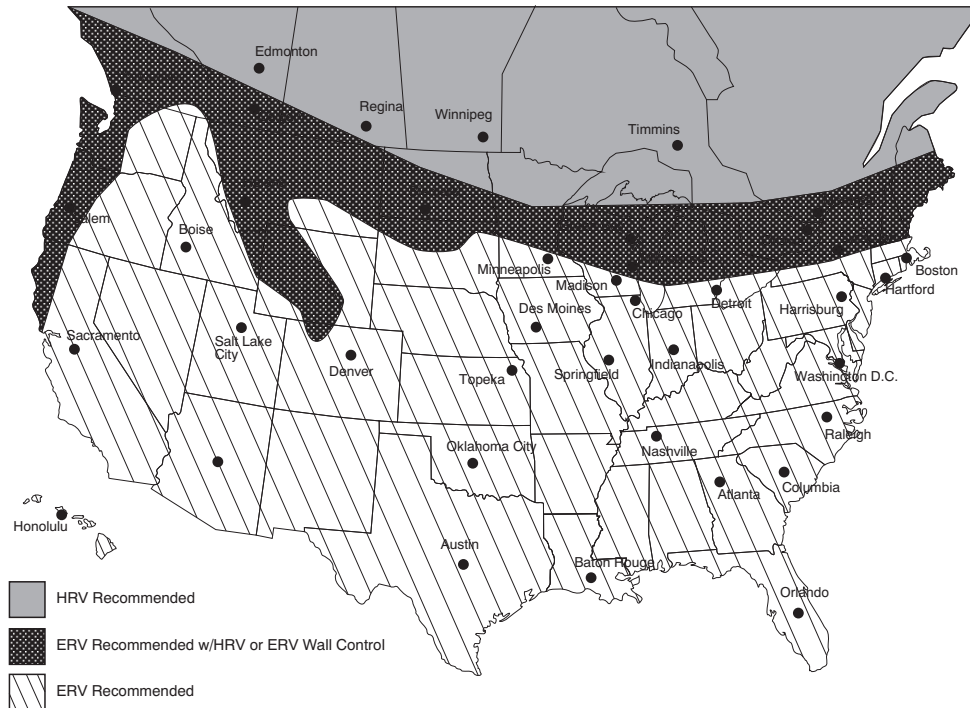 Edmonton
Regina
Winnipeg
Timmins
Salem
Boise
Minneapolis
Boston
Madison
Hartford
Des Moines
Chicago
Detroit
Harrisburg
Sacramento
Salt Lake
City
Denver
Topeka
Springfield
Indianapolis
Washington D.C.
Oklahoma City
Nashville
Raleigh
Atlanta
Columbia
Honolulu
Austin
Baton Rouge
Orlando
HRV Recommended
ERV Recommended w/HRV or ERV Wall Control
ERV Recommended